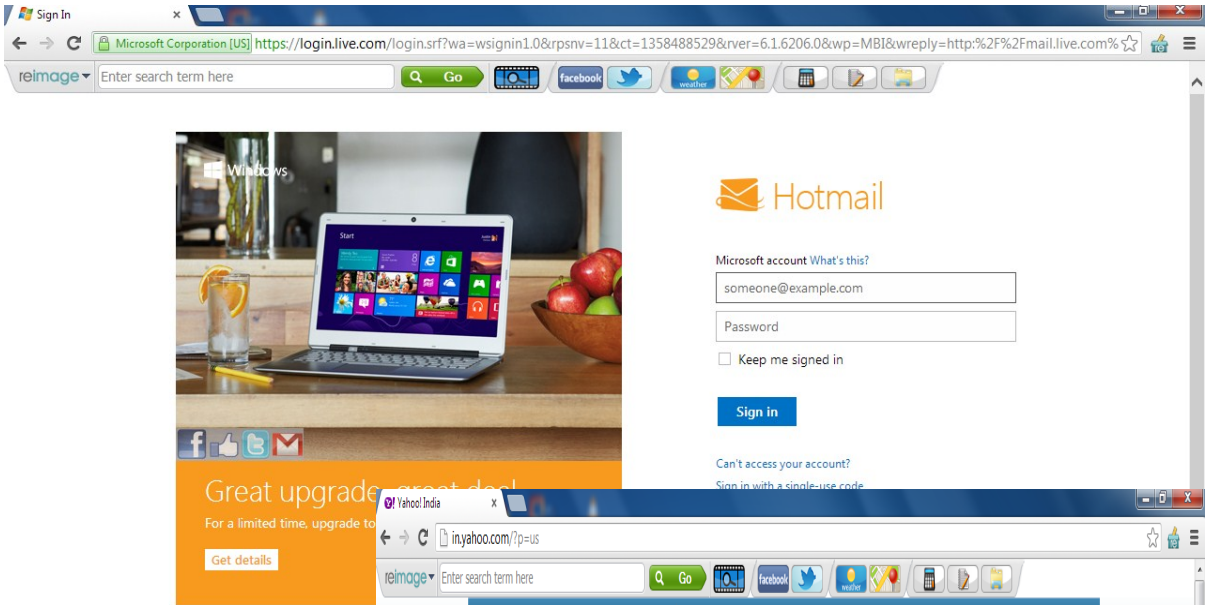 Sign In
Microsoft Corporation [US] https://login.live.com/login.srf?wa=wsignin1.0&rpsnv=11&ct=1358488529&rver=6.1.6206.0&wp=MBI&wreply=http:%2F%2Fmail.live.com%
reimage Enter search term here Go facebook weather
Windows
Hotmail
Start
Microsoft account What's this?
someone@example.com
Password
Keep me signed in
Sign in
Can't access your account?
Sign in with a single-use code
Great upgrade, great deal
For a limited time, upgrade to
Get details
Yahoo! India
in.yahoo.com/?p=us
reimage Enter search term here Go facebook weather